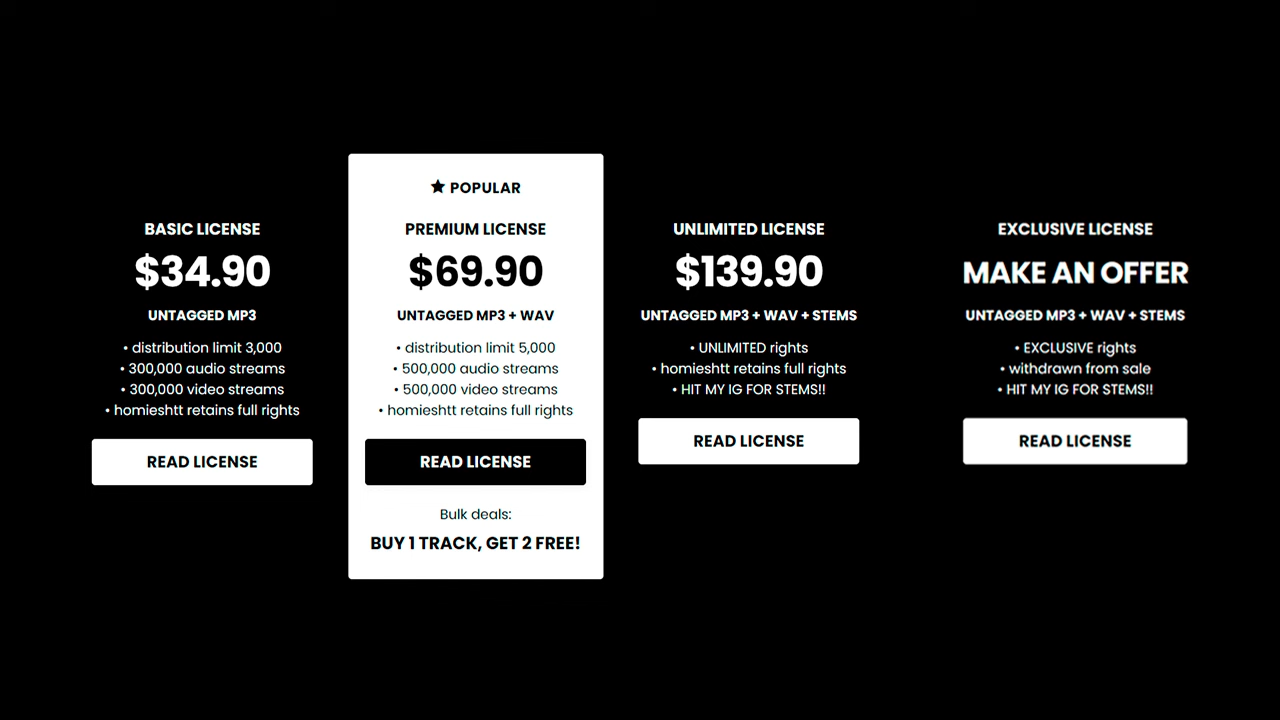 BASIC LICENSE
$34.90
UNTAGGED MP3
• distribution limit 3,000
• 300,000 audio streams
• 300,000 video streams
• homieshtt retains full rights
READ LICENSE
★ POPULAR
PREMIUM LICENSE
$69.90
UNTAGGED MP3 + WAV
• distribution limit 5,000
• 500,000 audio streams
• 500,000 video streams
• homieshtt retains full rights
READ LICENSE
Bulk deals:
BUY 1 TRACK, GET 2 FREE!
UNLIMITED LICENSE
$139.90
UNTAGGED MP3 + WAV + STEMS
• UNLIMITED rights
• homieshtt retains full rights
• HIT MY IG FOR STEMS!!
READ LICENSE
EXCLUSIVE LICENSE
MAKE AN OFFER
UNTAGGED MP3 + WAV + STEMS
• EXCLUSIVE rights
• withdrawn from sale
• HIT MY IG FOR STEMS!!
READ LICENSE